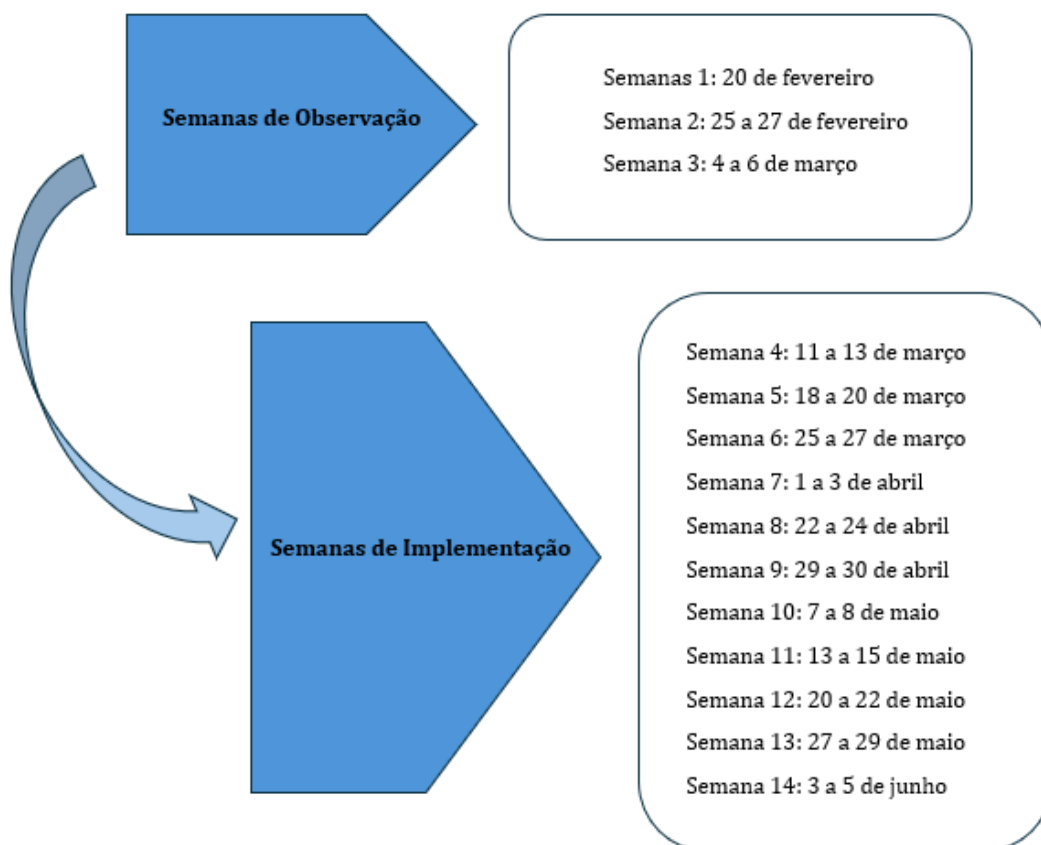 Semanas de Observação
Semanas 1: 20 de fevereiro
Semana 2: 25 a 27 de fevereiro
Semana 3: 4 a 6 de março
Semanas de Implementação
Semana 4: 11 a 13 de março
Semana 5: 18 a 20 de março
Semana 6: 25 a 27 de março
Semana 7: 1 a 3 de abril
Semana 8: 22 a 24 de abril
Semana 9: 29 a 30 de abril
Semana 10: 7 a 8 de maio
Semana 11: 13 a 15 de maio
Semana 12: 20 a 22 de maio
Semana 13: 27 a 29 de maio
Semana 14: 3 a 5 de junho